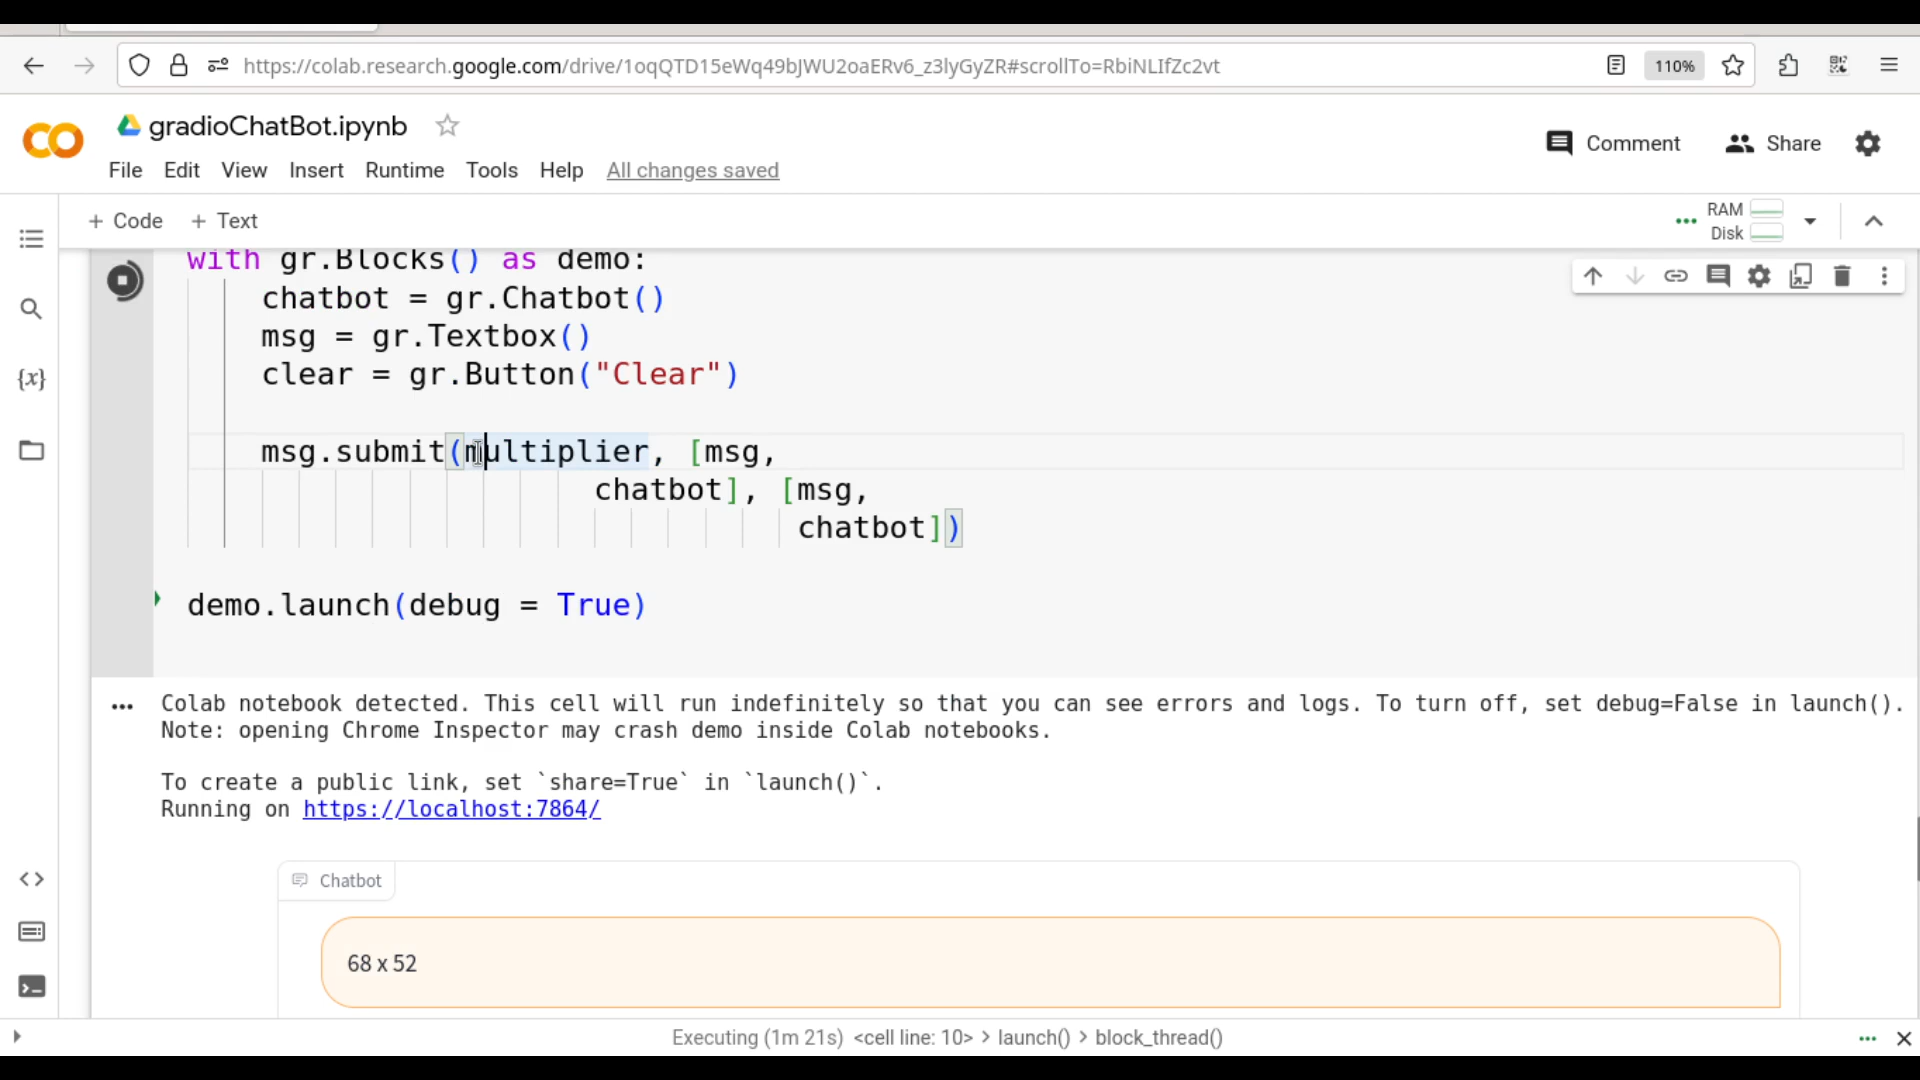 https://colab.research.google.com/drive/1oqQTD15eWq49bJWU2oaERv6_z3lyGyZR#scrollTo=RbiNLIfZc2vt
110%
gradioChatBot.ipynb
Comment
Share
File Edit View Insert Runtime Tools Help All changes saved
+ Code + Text
RAM
Disk
with gr.Blocks() as demo:
chatbot = gr.Chatbot()
msg = gr.Textbox()
clear = gr.Button("Clear")
msg.submit(multiplier, [msg,
chatbot], [msg,
chatbot])
demo.launch(debug = True)
{x}
Colab notebook detected. This cell will run indefinitely so that you can see errors and logs. To turn off, set debug=False in launch().
Note: opening Chrome Inspector may crash demo inside Colab notebooks.
To create a public link, set `share=True` in `launch()`.
Running on https://localhost:7864/
Chatbot
68 x 52
Executing (1m 21s) <cell line: 10> > launch() > block_thread()